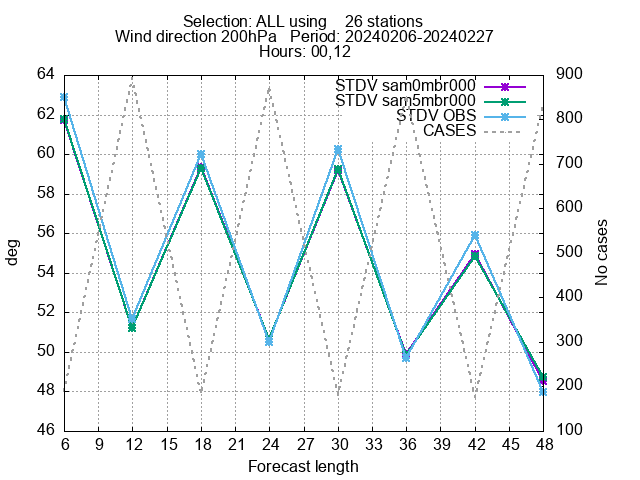 Selection: ALL using    26 stations
Wind direction 200hPa   Period: 20240206-20240227
Hours: 00,12
STDV sam0mbr000
STDV sam5mbr000
STDV OBS
CASES
64
62
60
58
56
54
52
50
48
46
deg
900
800
700
600
500
400
300
200
100
No cases
6 9 12 15 18 21 24 27 30 33 36 39 42 45 48
Forecast length